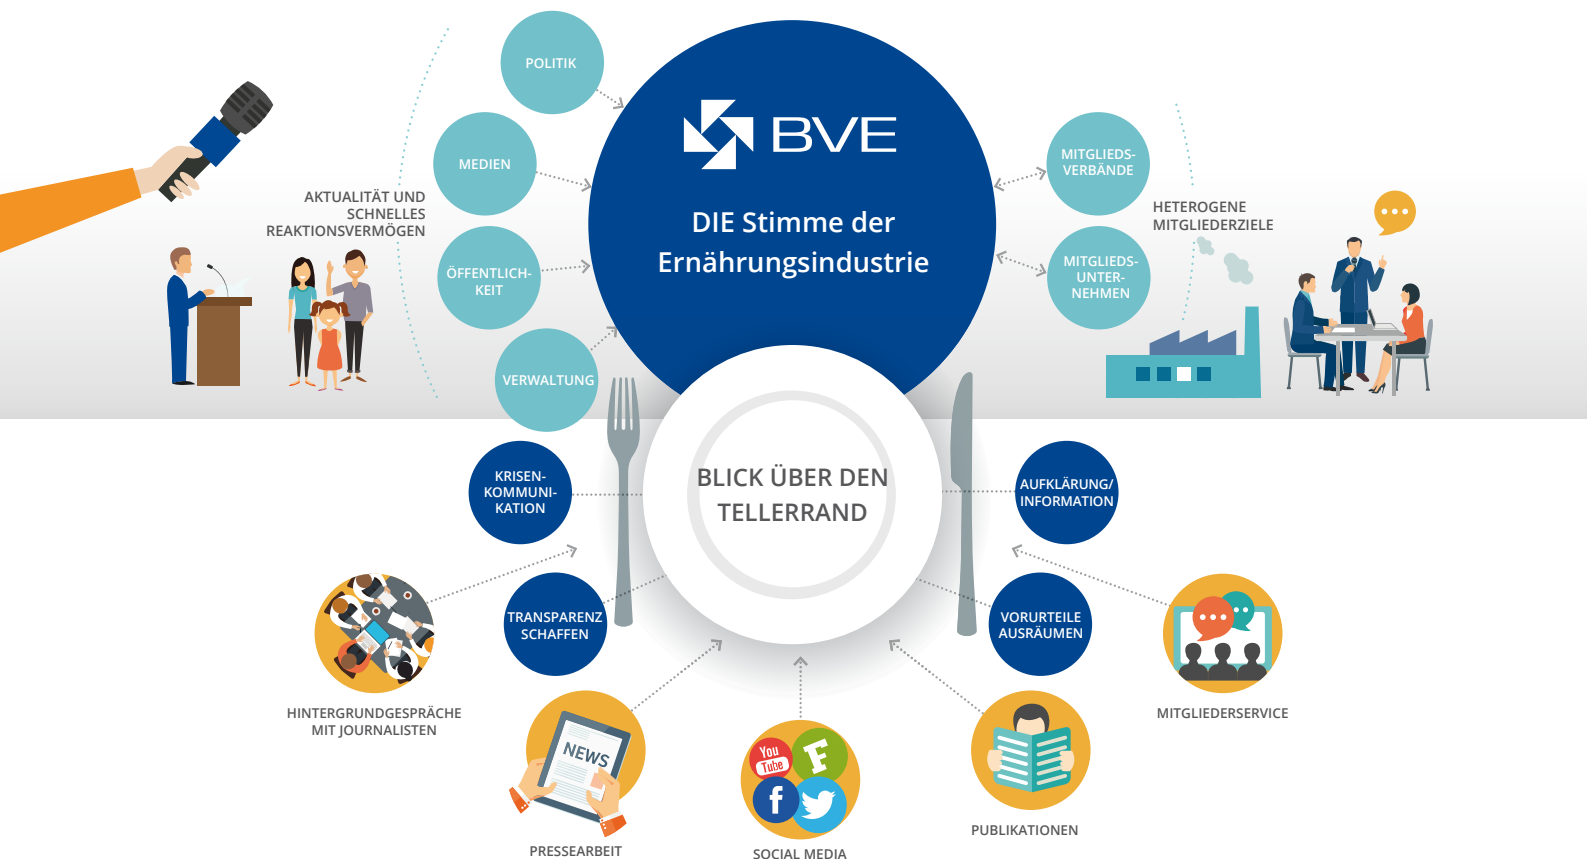 POLITIK
BVE
MEDIEN
MITGLIEDS-
VERBÄNDE
AKTUALITÄT UND
SCHNELLES
REAKTIONSVERMÖGEN
DIE Stimme der
Ernährungsindustrie
HETEROGENE
MITGLIEDERZIELE
ÖFFENTLICH-
KEIT
MITGLIEDS-
UNTER-
NEHMEN
VERWALTUNG
BLICK ÜBER DEN
TELLERRAND
KRISEN-
KOMMUNI-
KATION
AUFKLÄRUNG/
INFORMATION
TRANSPARENZ
SCHAFFEN
VORURTEILE
AUSRÄUMEN
HINTERGRUNDGESPRÄCHE
MIT JOURNALISTEN
MITGLIEDERSERVICE
NEWS
You
Tube
F
f
PUBLIKATIONEN
PRESSEARBEIT
SOCIAL MEDIA